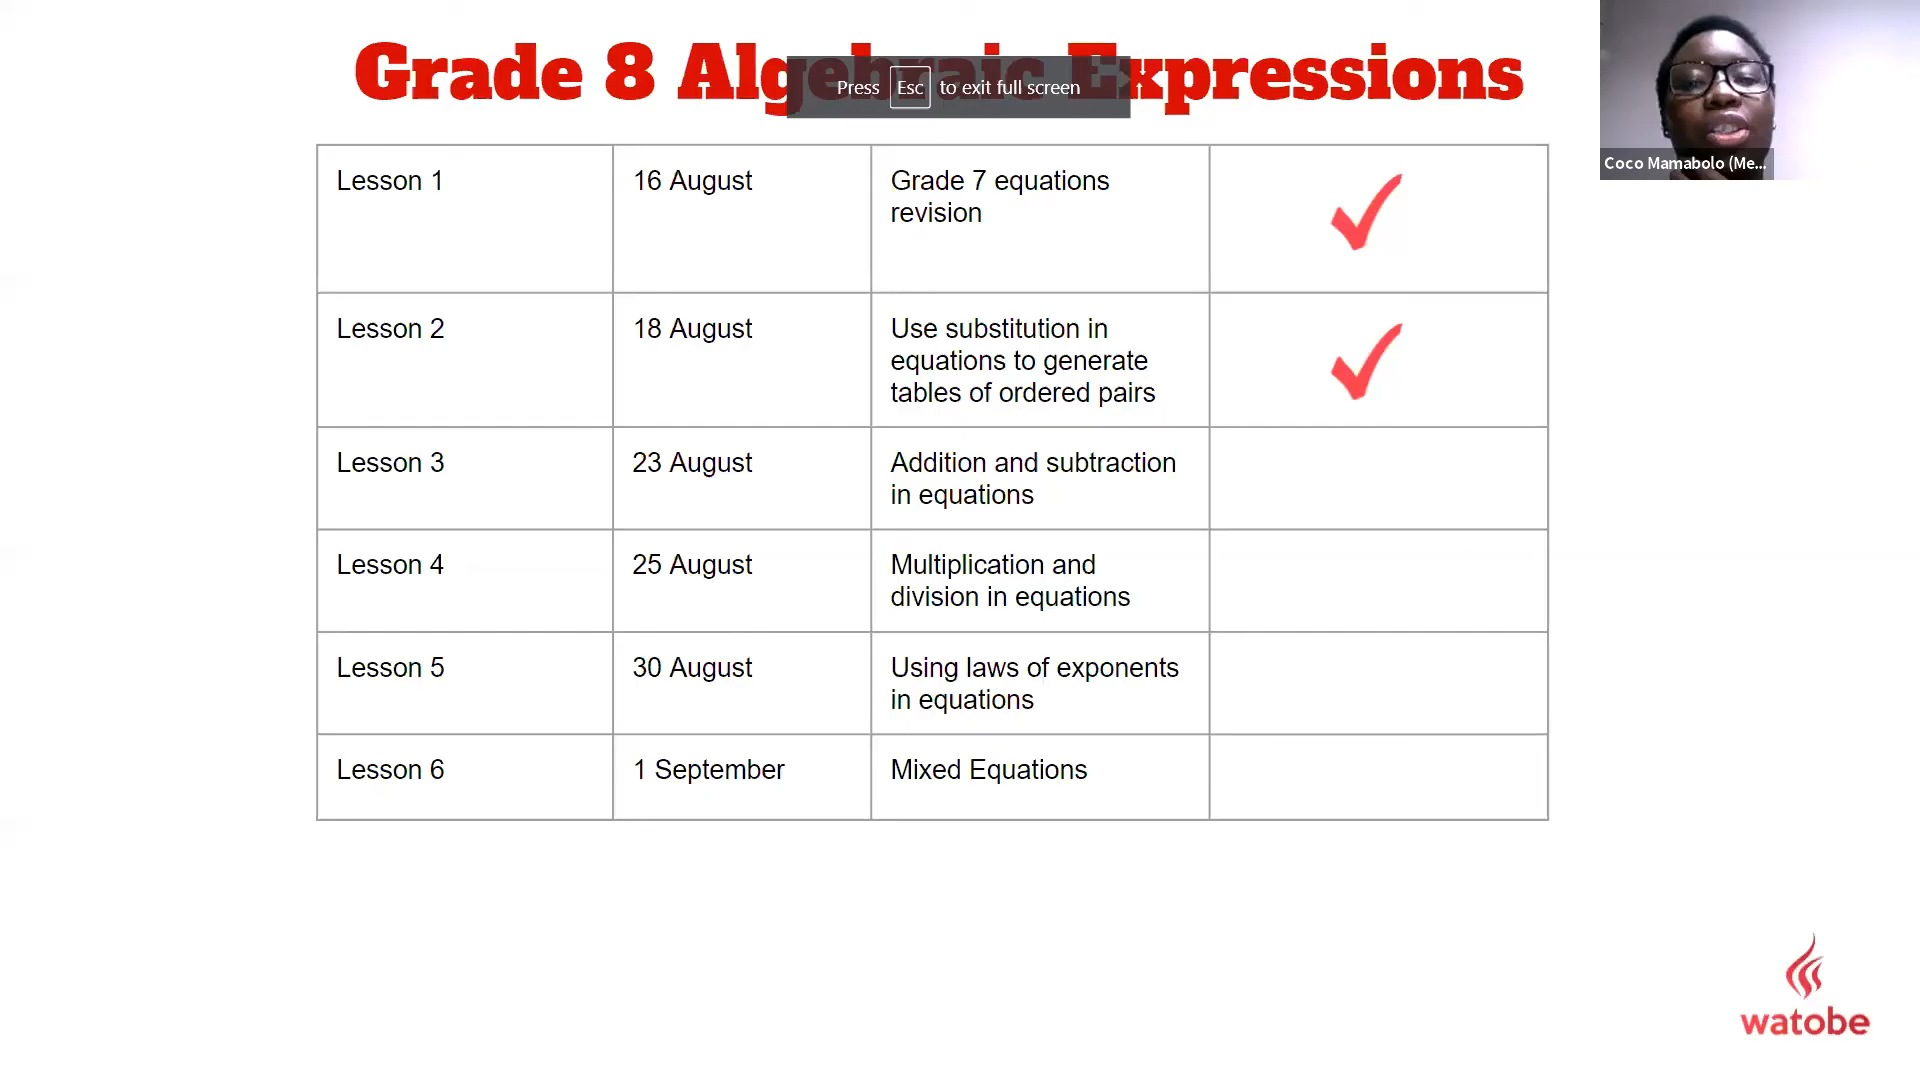 Grade 8 Algebraic Expressions
Press Esc to exit full screen
Coco Mamabolo (Me...
Lesson 1
16 August
Grade 7 equations
revision
Lesson 2
18 August
Use substitution in
equations to generate
tables of ordered pairs
Lesson 3
23 August
Addition and subtraction
in equations
Lesson 4
25 August
Multiplication and
division in equations
Lesson 5
30 August
Using laws of exponents
in equations
Lesson 6
1 September
Mixed Equations
watobe